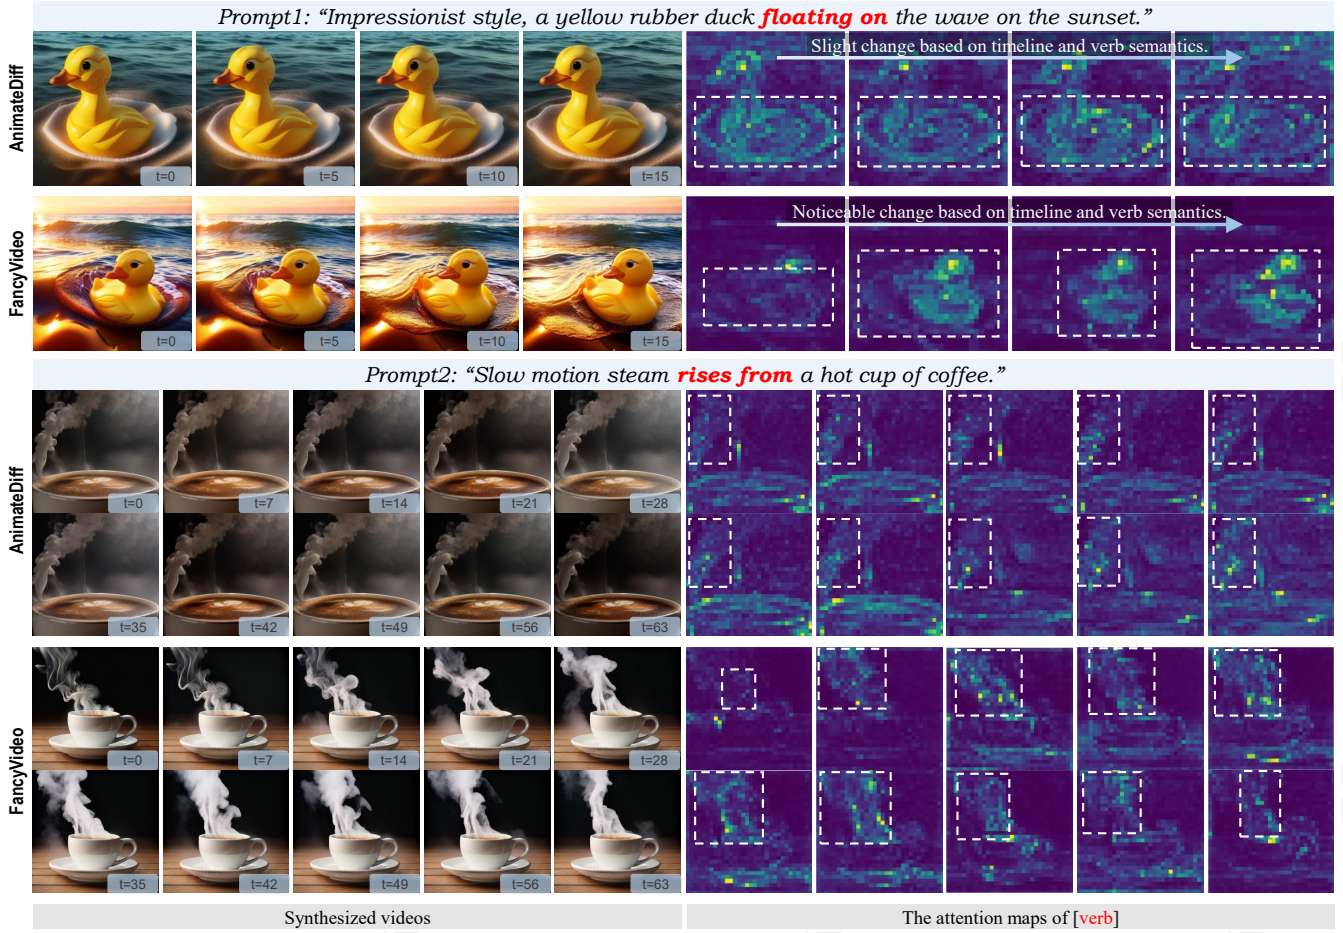 Prompt1: “Impressionist style, a yellow rubber duck floating on the wave on the sunset.”
AnimateDiff
t=0
t=5
t=10
t=15
Slight change based on timeline and verb semantics.
FancyVideo
t=0
t=5
t=10
t=15
Noticeable change based on timeline and verb semantics.
Prompt2: “Slow motion steam rises from a hot cup of coffee.”
AnimateDiff
t=0
t=7
t=14
t=21
t=28
t=35
t=42
t=49
t=56
t=63
FancyVideo
t=0
t=7
t=14
t=21
t=28
t=35
t=42
t=49
t=56
t=63
Synthesized videos
The attention maps of [verb]